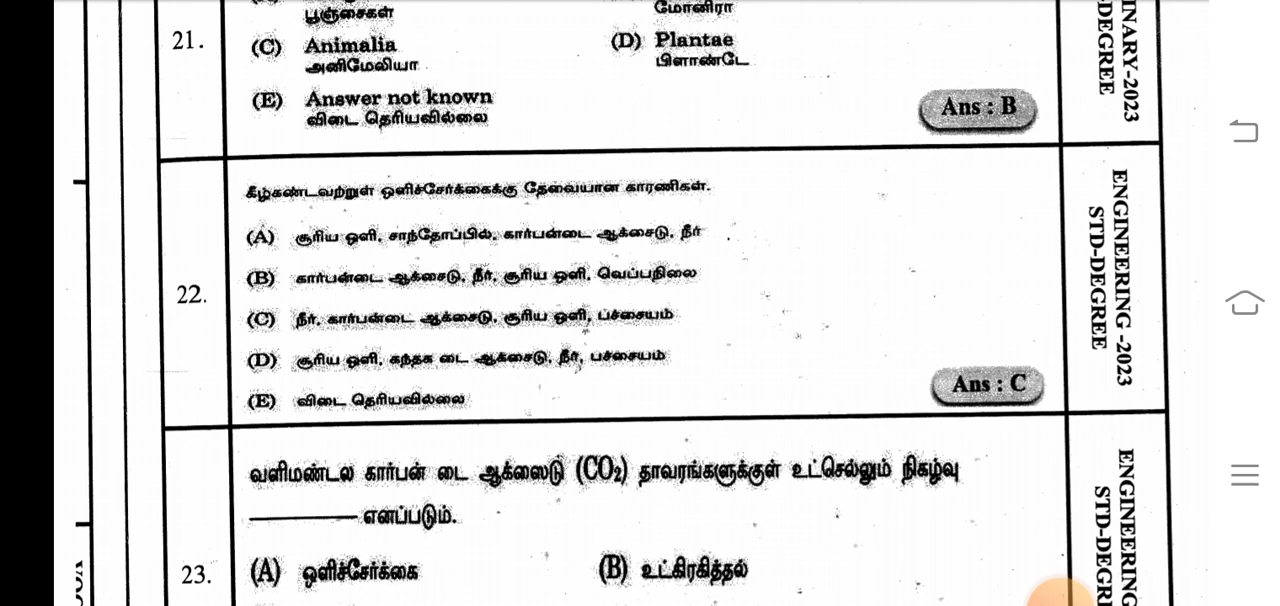 பூஞ்சைகள்
மோனிரா
21.
(C) Animalia
அனிமேலியா
(D) Plantae
பிளாண்டே
(E) Answer not known
விடை தெரியவில்லை
Ans : B
INARY-2023
DEGREE
22.
கீழ்கண்டவற்றுள் ஒளிச்சேர்க்கைக்கு தேவையான காரணிகள்.
(A) சூரிய ஒளி, சாந்தோப்பில், கார்பன்டை ஆக்சைடு, நீர்
(B) கார்பன்டை ஆக்சைடு, நீர், சூரிய ஒளி, வெப்பநிலை
(C) நீர், கார்பன்டை ஆக்சைடு, சூரிய ஒளி, பச்சையம்
(D) சூரிய ஒளி, கந்தக டை ஆக்சைடு, நீர், பச்சையம்
(E) விடை தெரியவில்லை
Ans : C
ENGINEERING -2023
STD-DEGREE
23.
வளிமண்டல கார்பன் டை ஆக்ஸைடு (CO₂) தாவரங்களுக்குள் உட்செல்லும் நிகழ்வு
———— எனப்படும்.
(A) ஒளிச்சேர்க்கை
(B) உட்கிரகித்தல்
ENGINEERING
STD-DEGRE